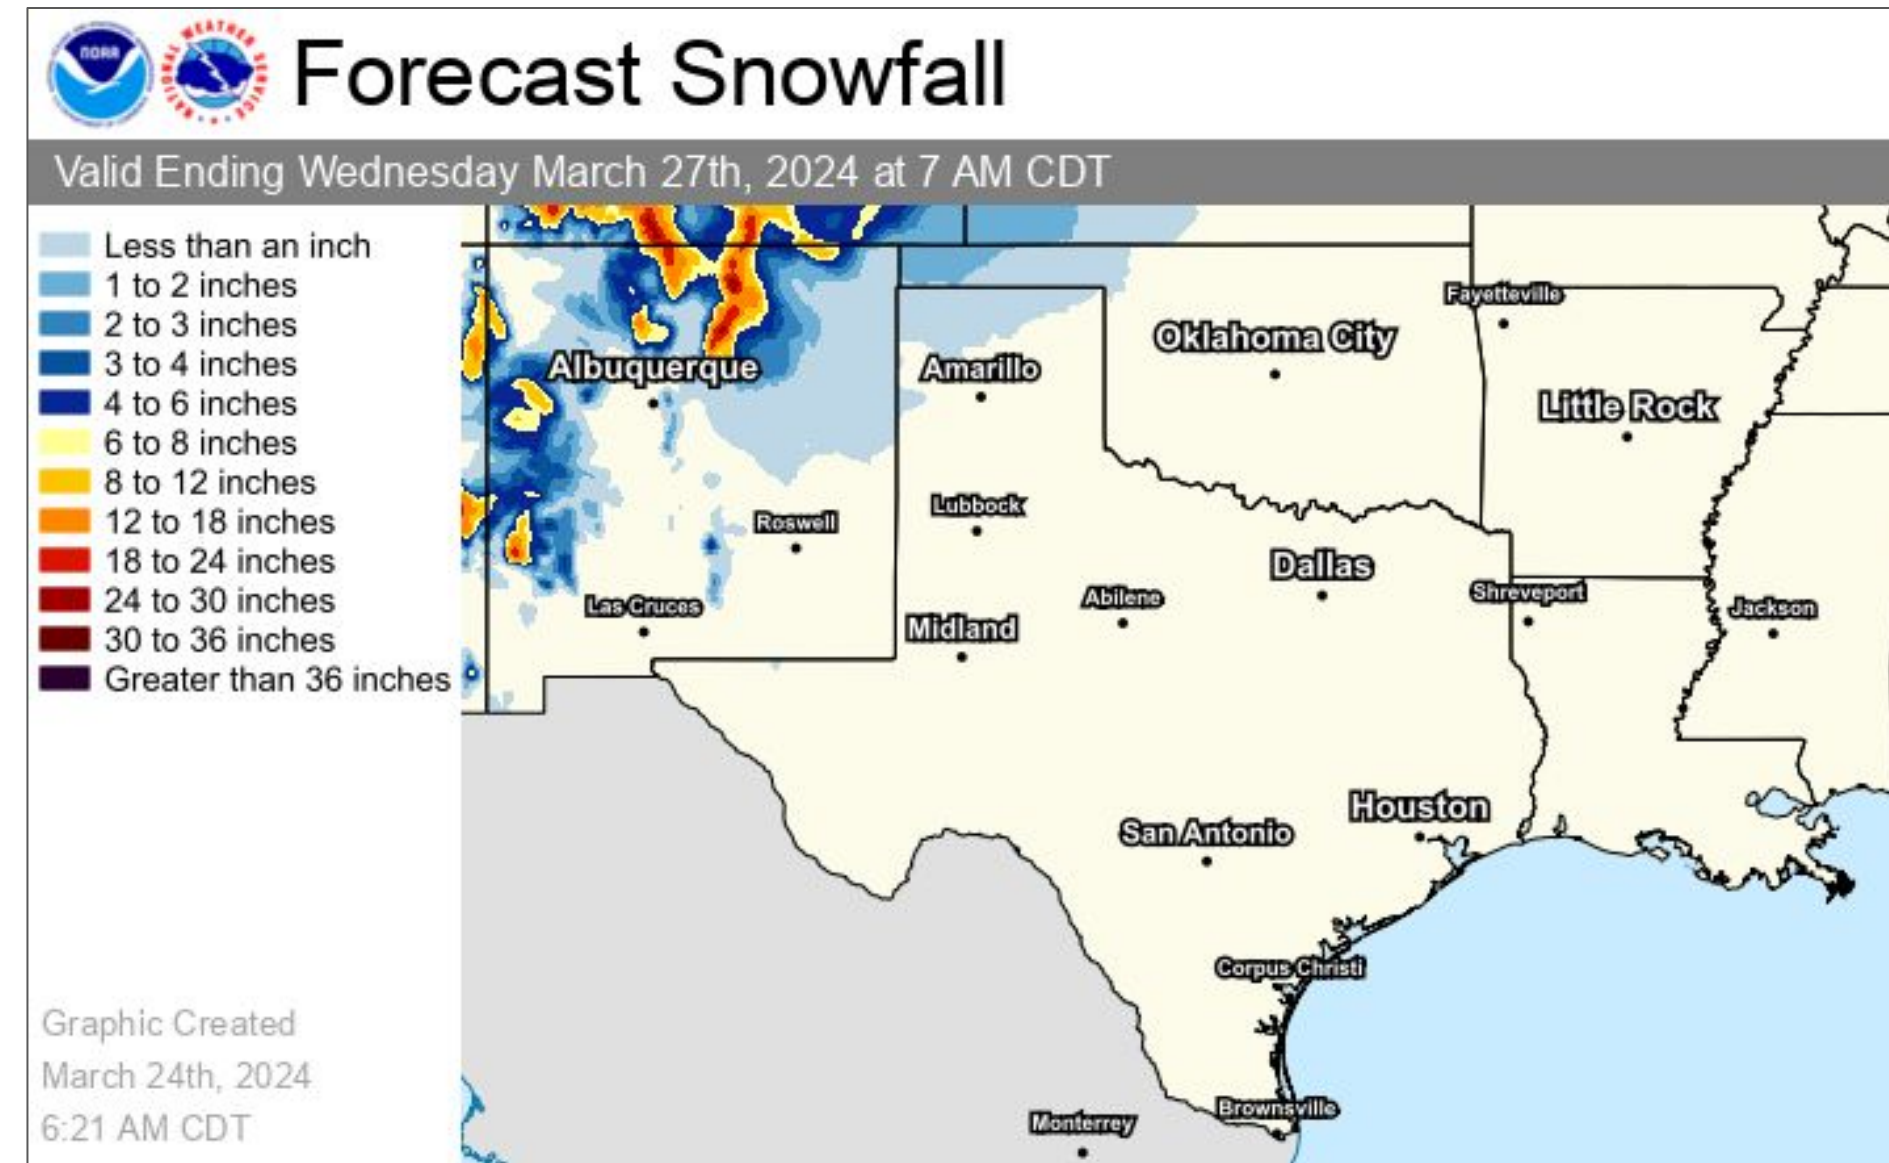 noaa
NATIONAL WEATHER SERVICE
Forecast Snowfall
Valid Ending Wednesday March 27th, 2024 at 7 AM CDT
Less than an inch
1 to 2 inches
2 to 3 inches
3 to 4 inches
4 to 6 inches
6 to 8 inches
8 to 12 inches
12 to 18 inches
18 to 24 inches
24 to 30 inches
30 to 36 inches
Greater than 36 inches
Graphic Created
March 24th, 2024
6:21 AM CDT
Fayetteville
Oklahoma City
Albuquerque
Amarillo
Little Rock
Lubbock
Roswell
Dallas
Abilene
Shreveport
Las Cruces
Jackson
Midland
Houston
San Antonio
Corpus Christi
Brownsville
Monterrey